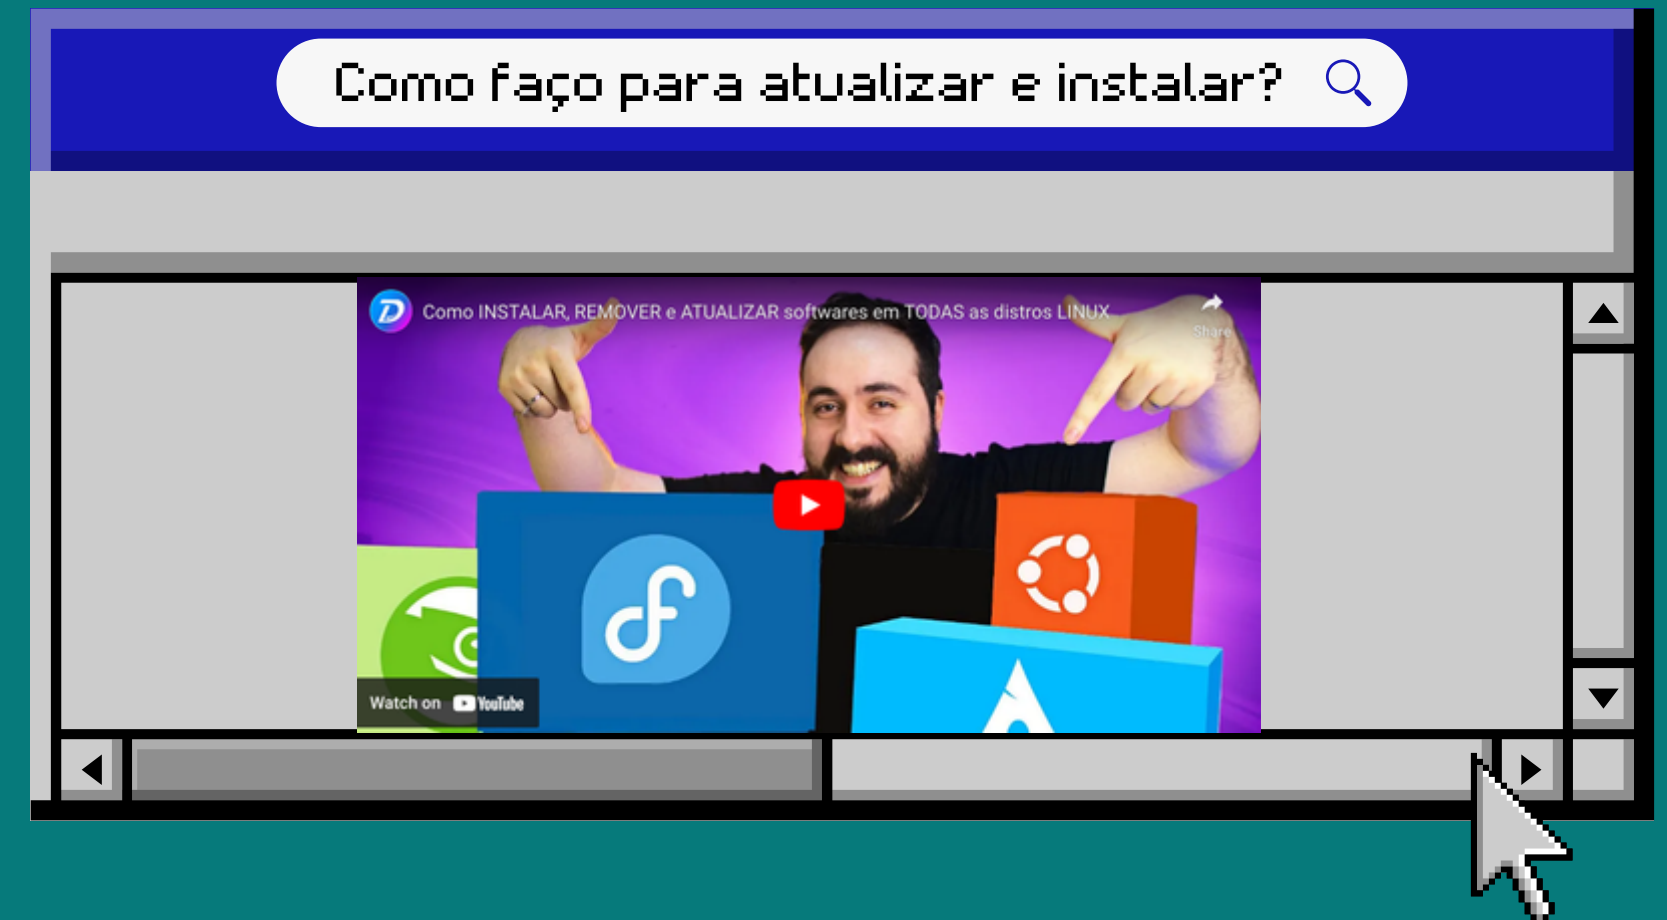 Como faço para atualizar e instalar?
Como INSTALAR, REMOVER e ATUALIZAR softwares em TODAS as distros LINUX
Share
Watch on YouTube